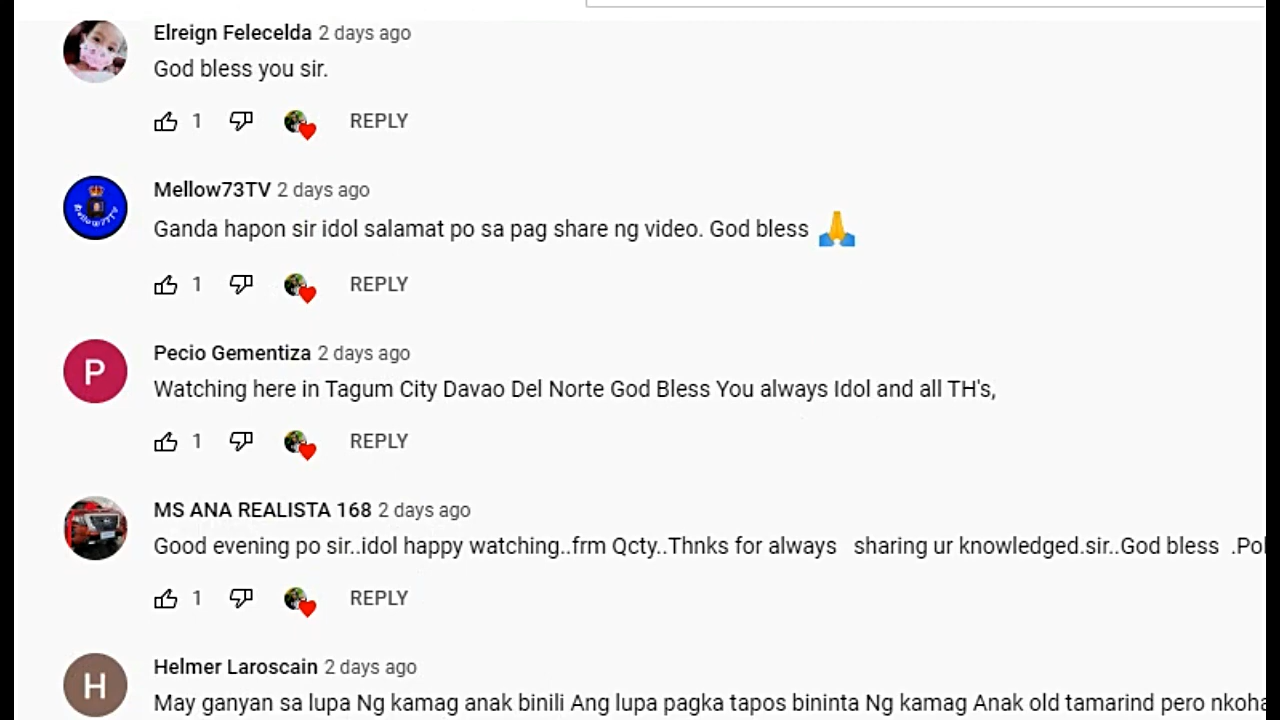 Elreign Felecelda 2 days ago
God bless you sir.
1 REPLY
Mellow73TV 2 days ago
Ganda hapon sir idol salamat po sa pag share ng video. God bless 🙏
1 REPLY
P
Pecio Gementiza 2 days ago
Watching here in Tagum City Davao Del Norte God Bless You always Idol and all TH's,
1 REPLY
MS ANA REALISTA 168 2 days ago
Good evening po sir..idol happy watching..frm Qcty..Thnks for always sharing ur knowledged.sir..God bless
1 REPLY
H
Helmer Laroscain 2 days ago
May ganyan sa lupa Ng kamag anak binili Ang lupa pagka tapos bininta Ng kamag Anak old tamarind pero